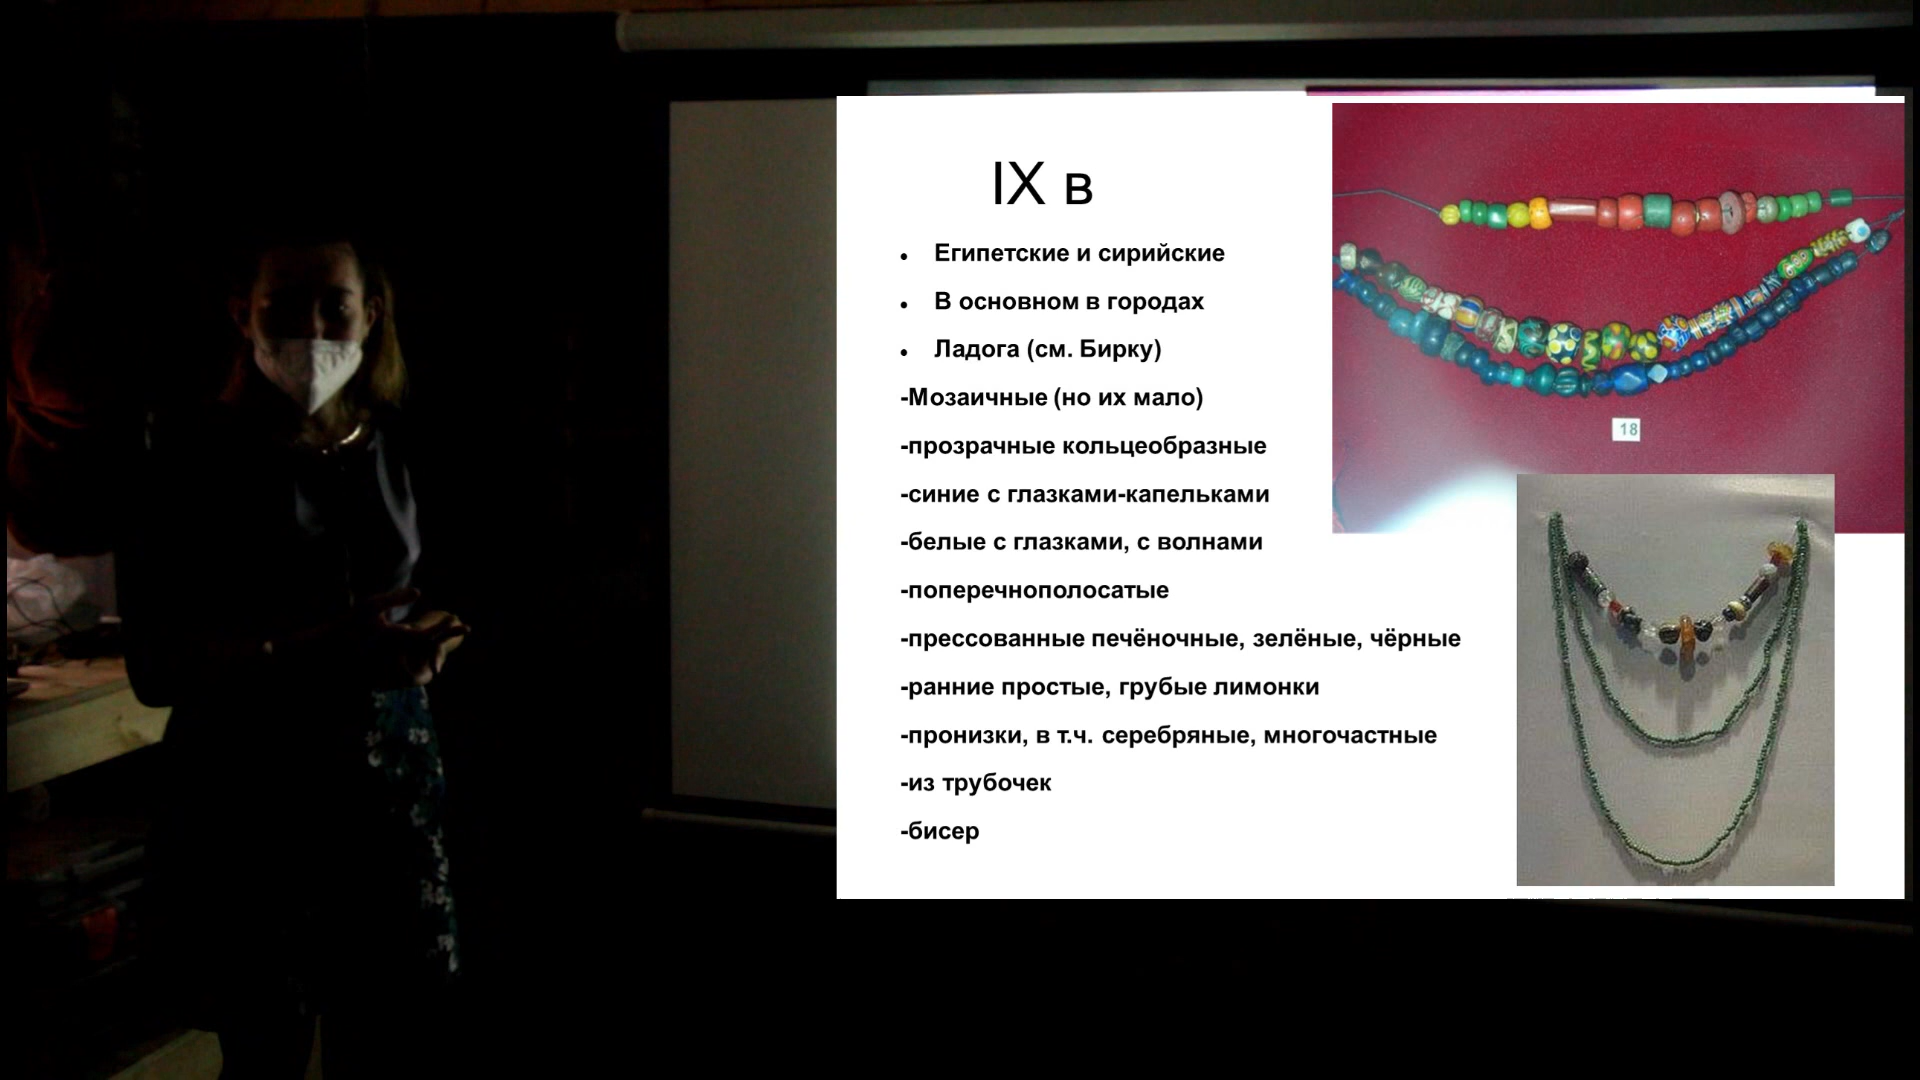 IX в
Египетские и сирийские
В основном в городах
Ладога (см. Бирку)
-Мозаичные (но их мало)
-прозрачные кольцеобразные
-синие с глазками-капельками
-белые с глазками, с волнами
-поперечнополосатые
-прессованные печёночные, зелёные, чёрные
-ранние простые, грубые лимонки
-пронизки, в т.ч. серебряные, многочастные
-из трубочек
-бисер
18